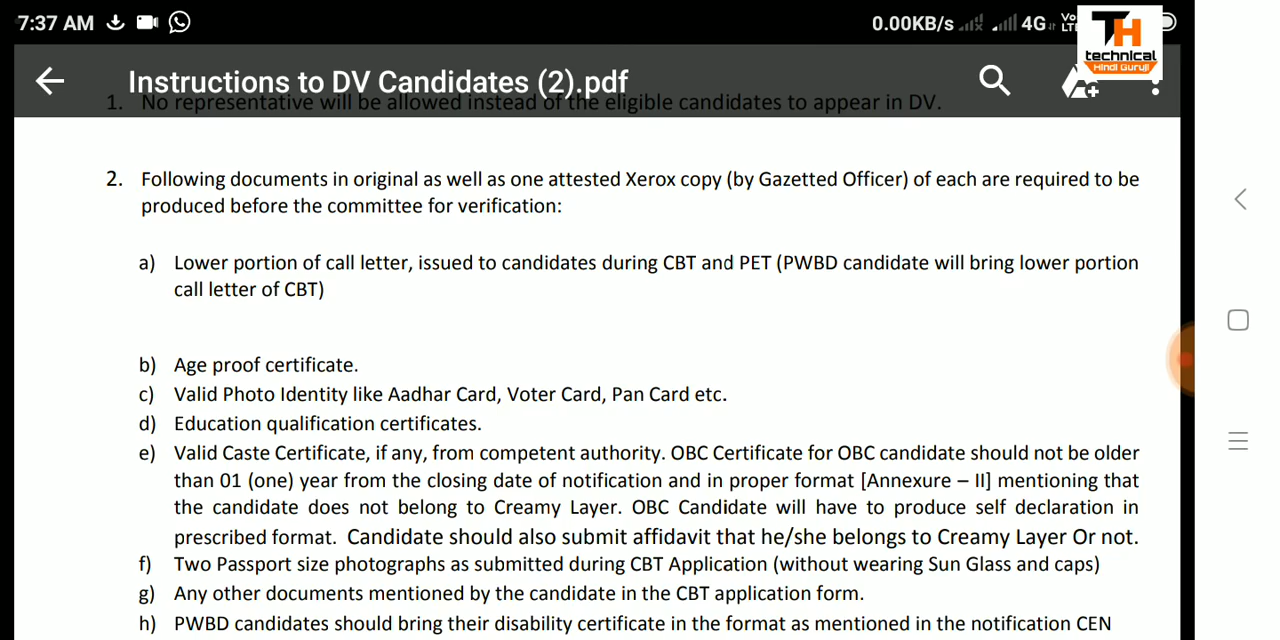 7:37 AM
0.00KB/s
4G
Vo
LTE
TH
technical
Hindi Guruji
Instructions to DV Candidates (2).pdf
1. No representative will be allowed instead of the eligible candidates to appear in DV.
2. Following documents in original as well as one attested Xerox copy (by Gazetted Officer) of each are required to be
produced before the committee for verification:
a) Lower portion of call letter, issued to candidates during CBT and PET (PWBD candidate will bring lower portion
call letter of CBT)
b) Age proof certificate.
c) Valid Photo Identity like Aadhar Card, Voter Card, Pan Card etc.
d) Education qualification certificates.
e) Valid Caste Certificate, if any, from competent authority. OBC Certificate for OBC candidate should not be older
than 01 (one) year from the closing date of notification and in proper format [Annexure – II] mentioning that
the candidate does not belong to Creamy Layer. OBC Candidate will have to produce self declaration in
prescribed format. Candidate should also submit affidavit that he/she belongs to Creamy Layer Or not.
f) Two Passport size photographs as submitted during CBT Application (without wearing Sun Glass and caps)
g) Any other documents mentioned by the candidate in the CBT application form.
h) PWBD candidates should bring their disability certificate in the format as mentioned in the notification CEN